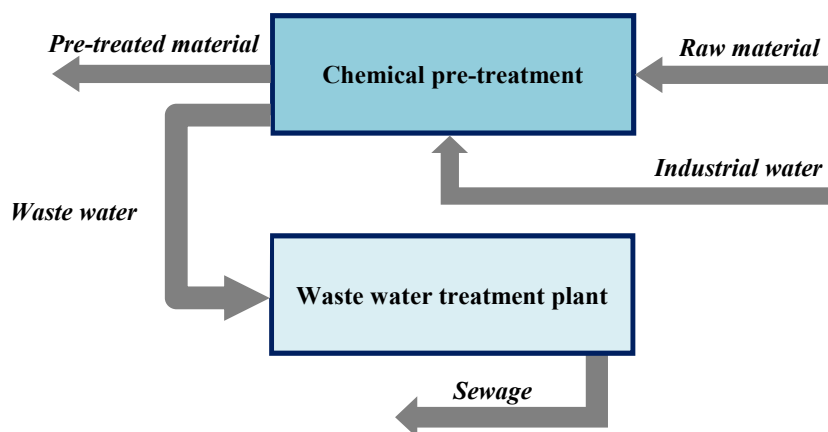 Pre-treated material
Raw material
Chemical pre-treatment
Industrial water
Waste water
Waste water treatment plant
Sewage